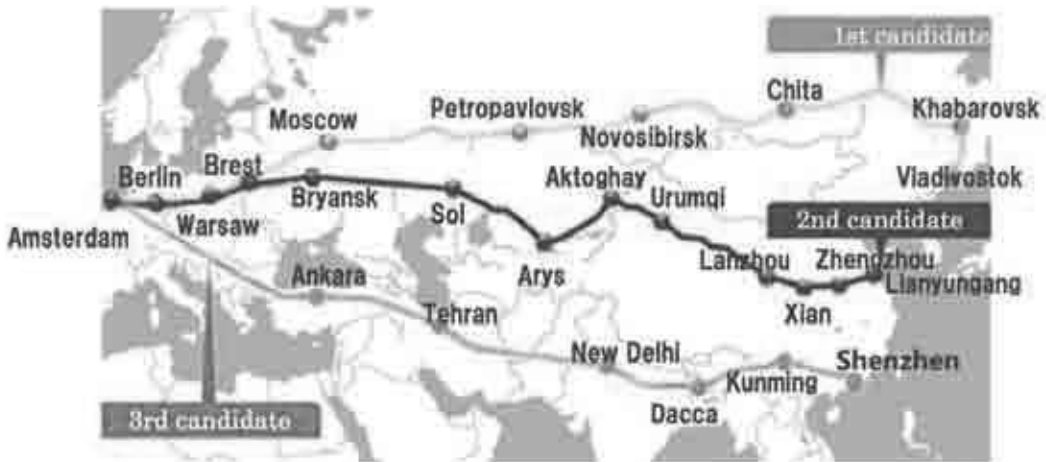 1st candidate
Chita
Petropavlovsk
Khabarovsk
Moscow
Novosibirsk
Brest
Berlin
Aktoghay
Vladivostok
Bryansk
Urumqi
Warsaw
Sol
2nd candidate
Amsterdam
Lanzhou
Zhengzhou
Ankara
Arys
Lianyungang
Tehran
Xian
New Delhi
Shenzhen
Kunming
3rd candidate
Dacca